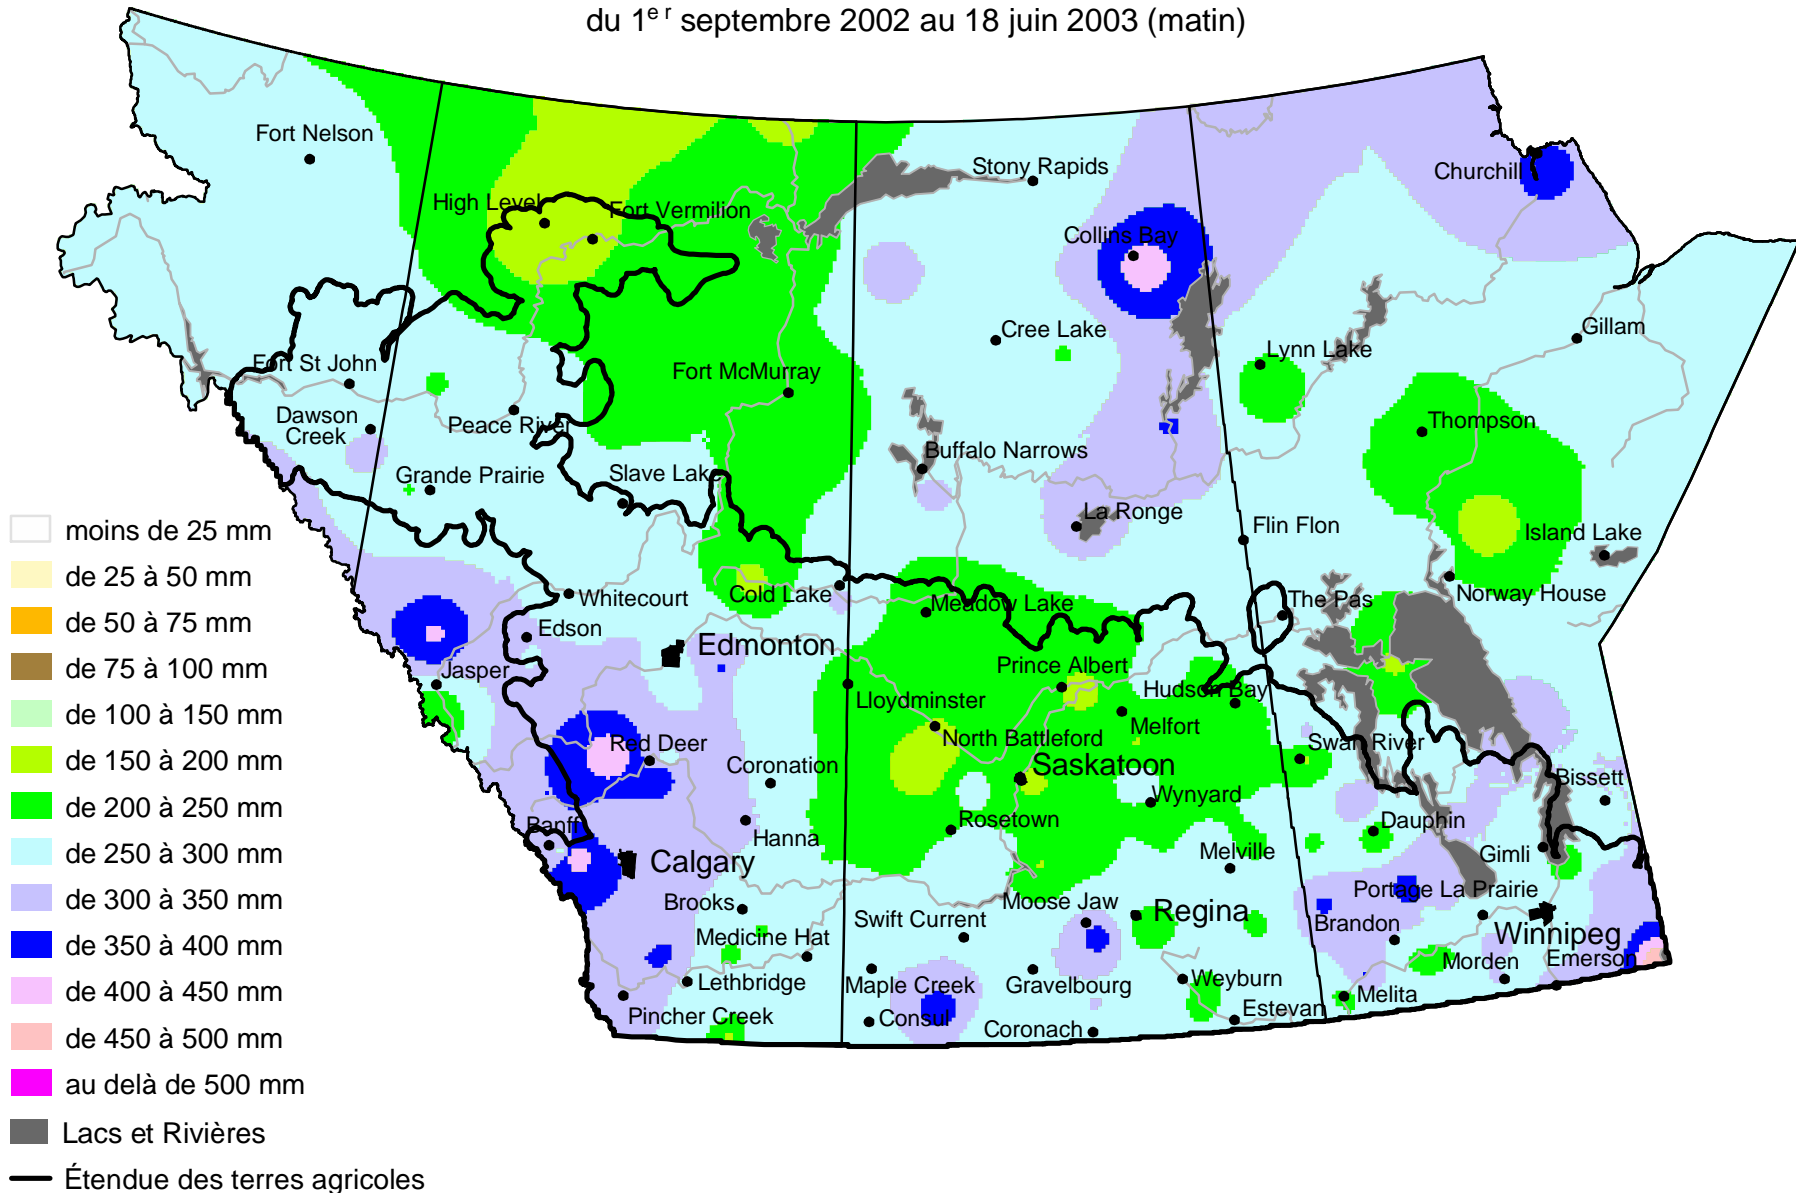 du 1er septembre 2002 au 18 juin 2003 (matin)
Fort Nelson
Stony Rapids
Churchill
High Level
Fort Vermilion
Collins Bay
Cree Lake
Gillam
Lynn Lake
Fort St John
Fort McMurray
Dawson
Creek
Peace River
Thompson
Buffalo Narrows
Grande Prairie
Slave Lake
La Ronge
Flin Flon
Island Lake
Whitecourt
Cold Lake
Meadow Lake
The Pas
Norway House
Edson
Edmonton
Jasper
Prince Albert
Hudson Bay
Lloydminster
Melfort
North Battleford
Red Deer
Swan River
Coronation
Saskatoon
Bissett
Wynyard
Banff
Hanna
Rosetown
Dauphin
Calgary
Melville
Gimli
Brooks
Portage La Prairie
Moose Jaw
Regina
Swift Current
Brandon
Winnipeg
Medicine Hat
Emerson
Morden
Lethbridge
Maple Creek
Gravelbourg
Weyburn
Melita
Pincher Creek
Consul
Coronach
Estevan
moins de 25 mm
de 25 à 50 mm
de 50 à 75 mm
de 75 à 100 mm
de 100 à 150 mm
de 150 à 200 mm
de 200 à 250 mm
de 250 à 300 mm
de 300 à 350 mm
de 350 à 400 mm
de 400 à 450 mm
de 450 à 500 mm
au delà de 500 mm
Lacs et Rivières
Étendue des terres agricoles